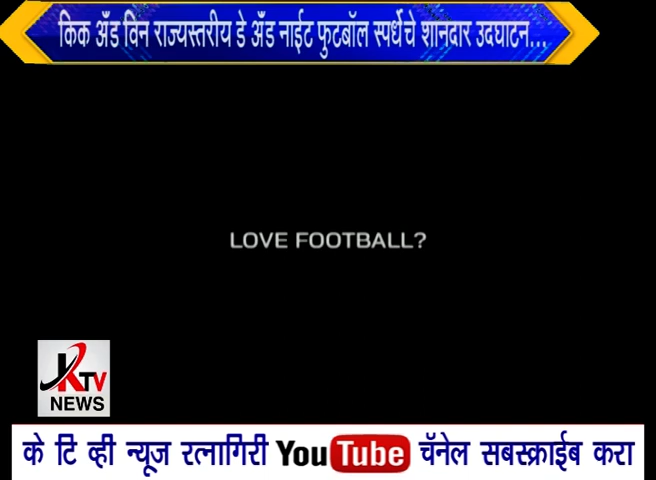 किक अँड विन राज्यस्तरीय डे अँड नाईट फुटबॉल स्पर्धेचे शानदार उदघाटन...
LOVE FOOTBALL?
KTV
NEWS
के टि व्ही न्यूज रत्नागिरी YouTube चॅनेल सबस्क्राईब करा